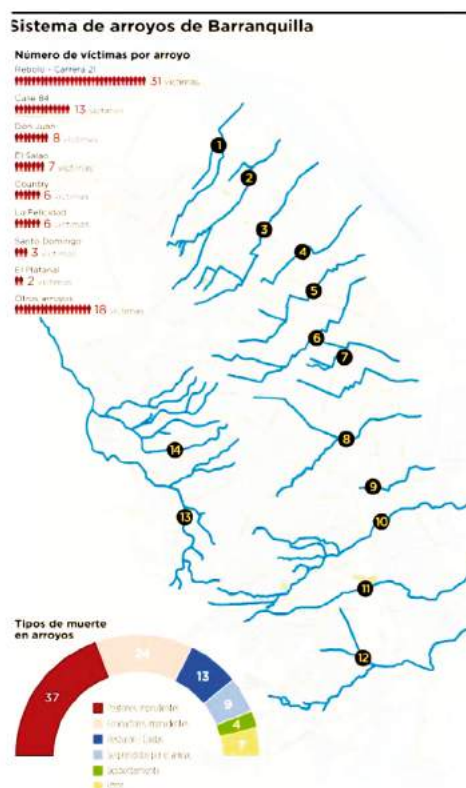 Sistema de arroyos de Barranquilla
Número de víctimas por arroyo
Rebolo - Carrera 21
31 víctimas
Calle 84
13 víctimas
Don Juan
8 víctimas
El Salao
7 víctimas
Country
6 víctimas
La Felicidad
6 víctimas
Santo Domingo
3 víctimas
El Platanal
2 víctimas
Otros arroyos
18 víctimas
1
2
3
4
5
6
7
8
9
10
11
12
13
14
Tipos de muerte
en arroyos
37
24
13
9
4
7